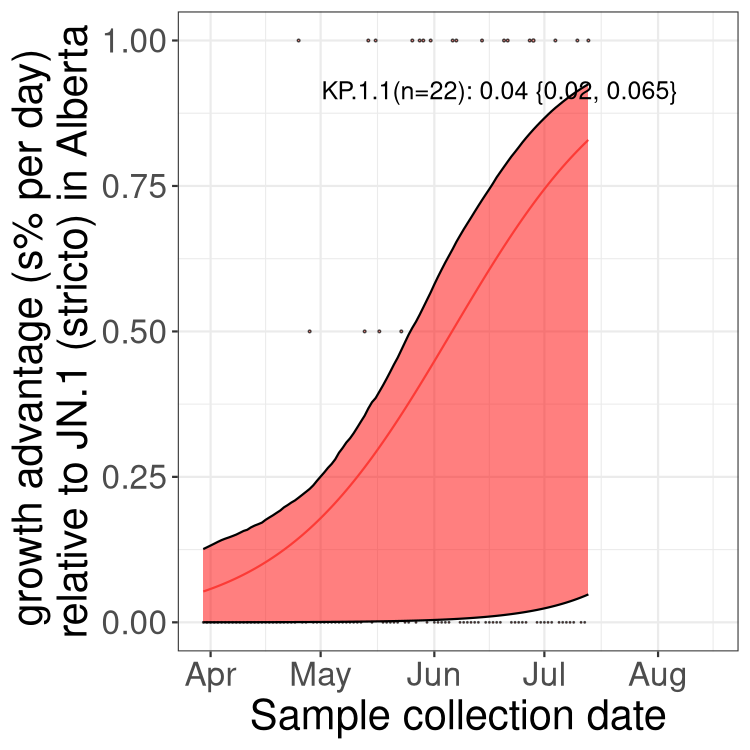 growth advantage (s% per day)
relative to JN.1 (stricto) in Alberta
1.00
0.75
0.50
0.25
0.00
KP.1.1(n=22): 0.04 {0.02, 0.065}
Apr May Jun Jul Aug
Sample collection date